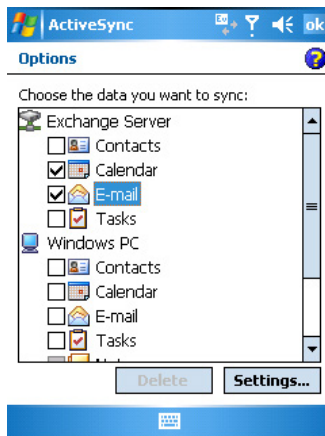 ActiveSync
ok
Options
Choose the data you want to sync:
Exchange Server
Contacts
Calendar
E-mail
Tasks
Windows PC
Contacts
Calendar
E-mail
Tasks
Delete
Settings...